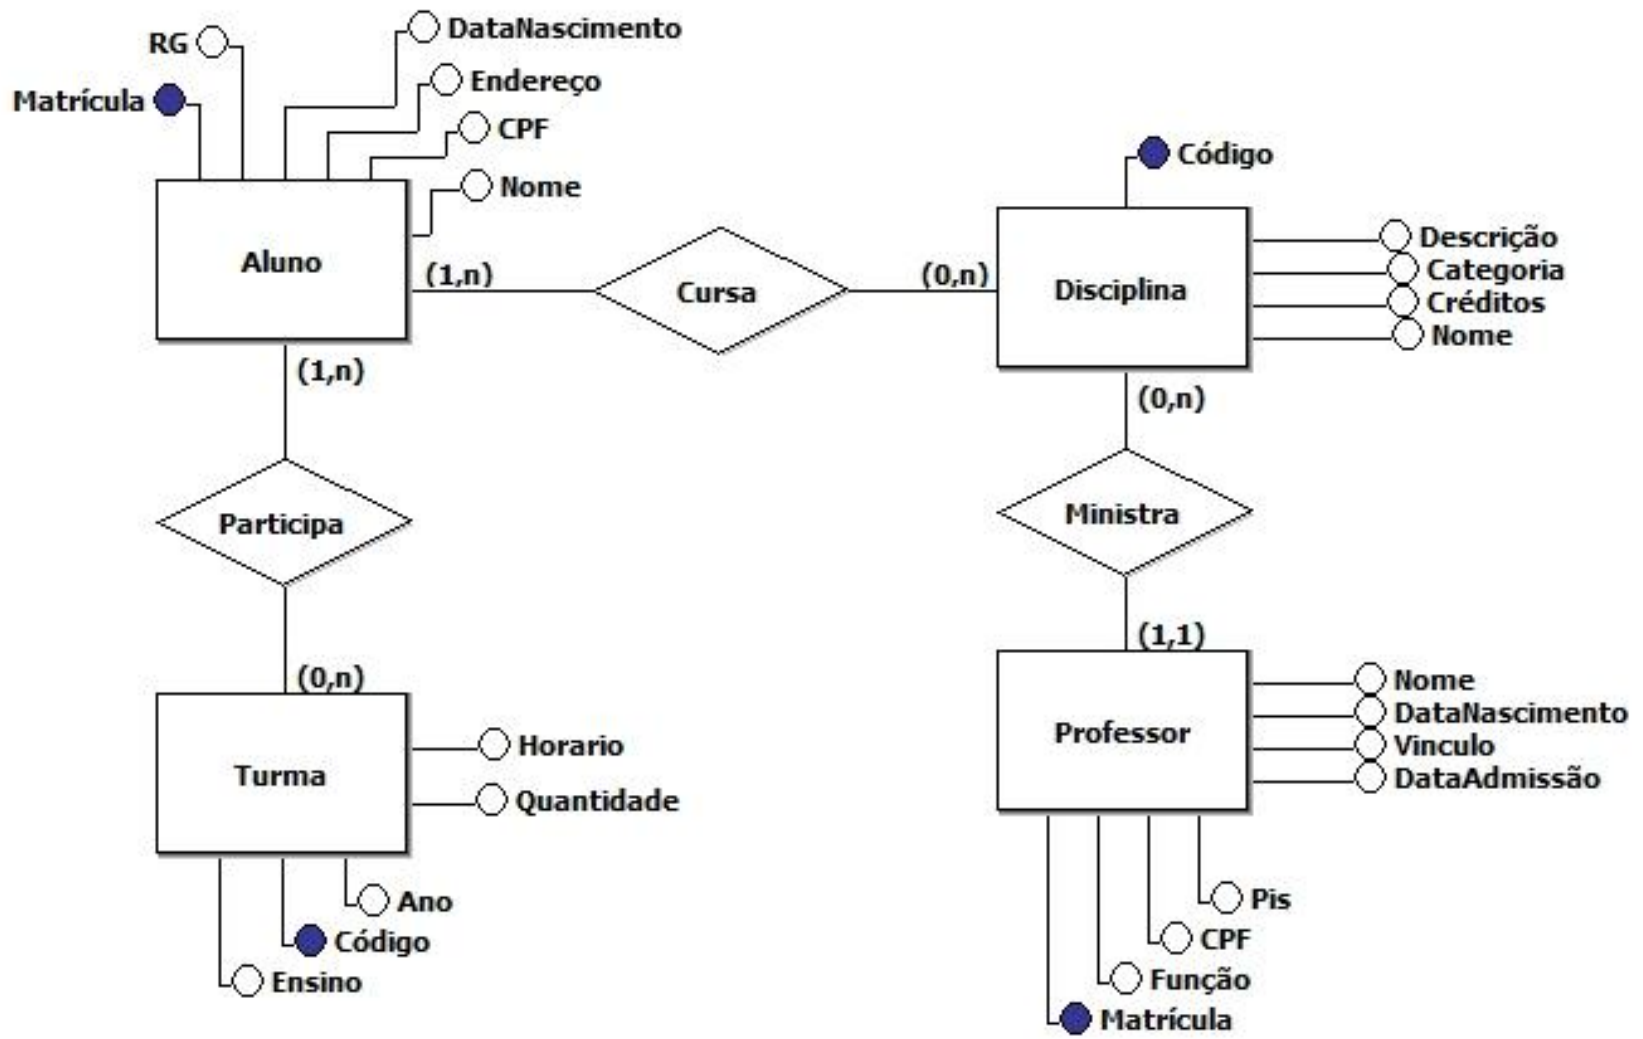 DataNascimento
RG
Endereço
Matrícula
CPF
Nome
Aluno
(1,n)
(1,n)
Cursa
(0,n)
Código
Disciplina
Descrição
Categoria
Créditos
Nome
(0,n)
Participa
Ministra
(0,n)
(1,1)
Turma
Horario
Quantidade
Ano
Código
Ensino
Professor
Nome
DataNascimento
Vinculo
DataAdmissão
Pis
CPF
Função
Matrícula